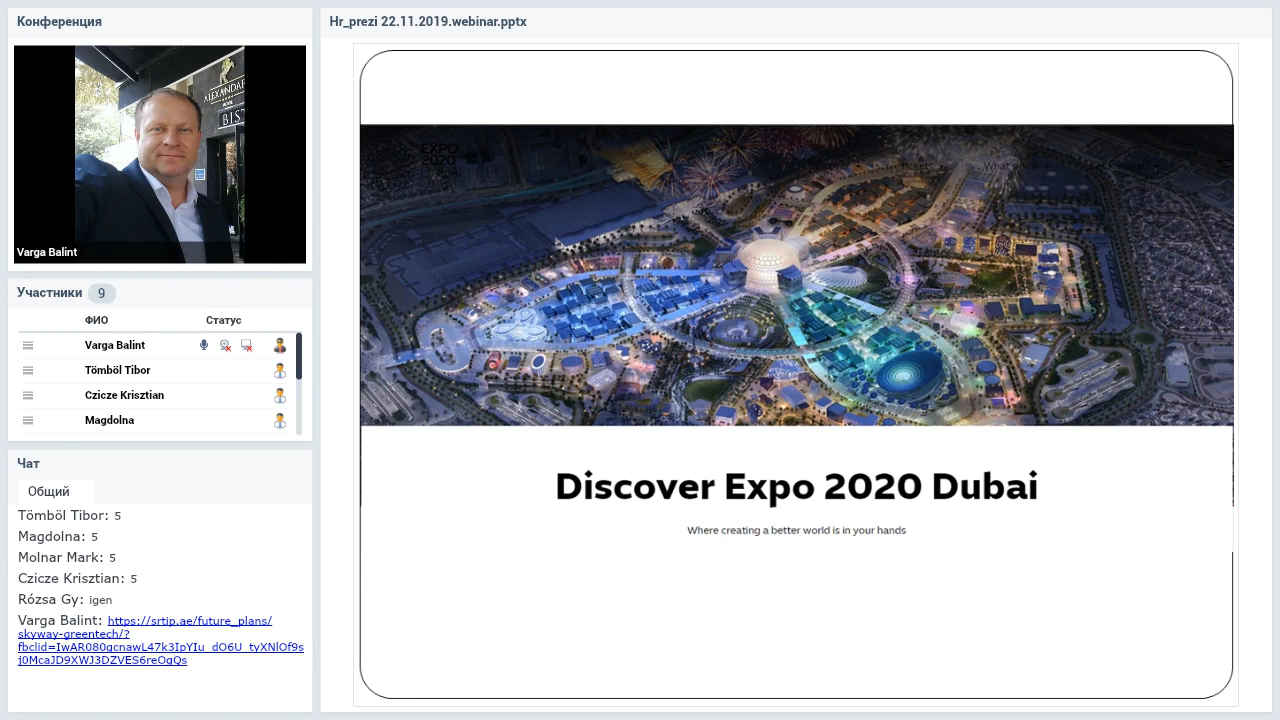 Конференция
ALEXANDAR
BIST
Varga Balint
Участники 9
ФИО Статус
Varga Balint
Tömböl Tibor
Czicze Krisztian
Magdolna
Чат
Общий
Tömböl Tibor: 5
Magdolna: 5
Molnar Mark: 5
Czicze Krisztian: 5
Rózsa Gy: igen
Varga Balint: https://srtip.ae/future_plans/
skyway-greentech/?
fbclid=IwAR080gcnawL47k3IpYIu_dO6U_tyXNlOf9s
j0McaJD9XWJ3DZVES6reOgQs
Hr_prezi 22.11.2019.webinar.pptx
EXPO
2020
Discover Expo 2020 Dubai
Where creating a better world is in your hands